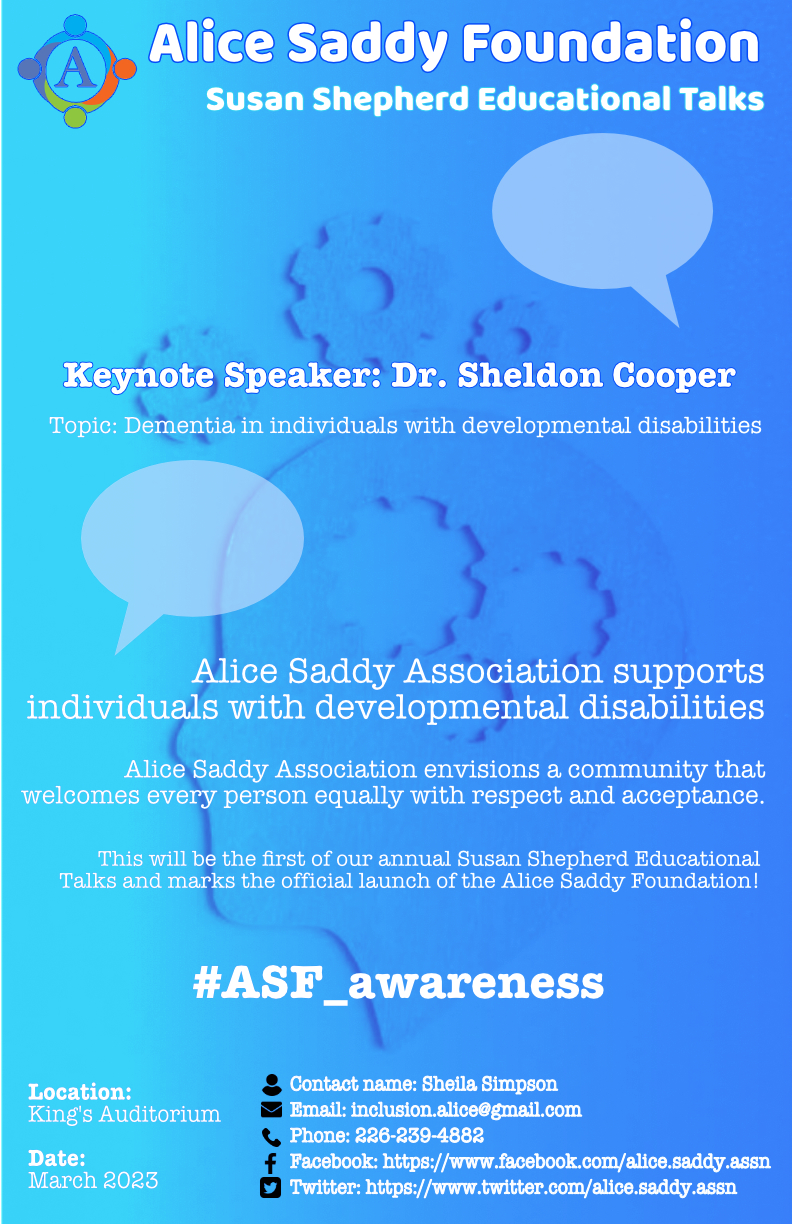 A
Alice Saddy Foundation
Susan Shepherd Educational Talks
Keynote Speaker: Dr. Sheldon Cooper
Topic: Dementia in individuals with developmental disabilities
Alice Saddy Association supports
individuals with developmental disabilities
Alice Saddy Association envisions a community that
welcomes every person equally with respect and acceptance.
This will be the first of our annual Susan Shepherd Educational
Talks and marks the official launch of the Alice Saddy Foundation!
#ASF_awareness
Location:
King's Auditorium
Date:
March 2023
Contact name: Sheila Simpson
Email: inclusion.alice@gmail.com
Phone: 226-239-4882
Facebook: https://www.facebook.com/alice.saddy.assn
Twitter: https://www.twitter.com/alice.saddy.assn